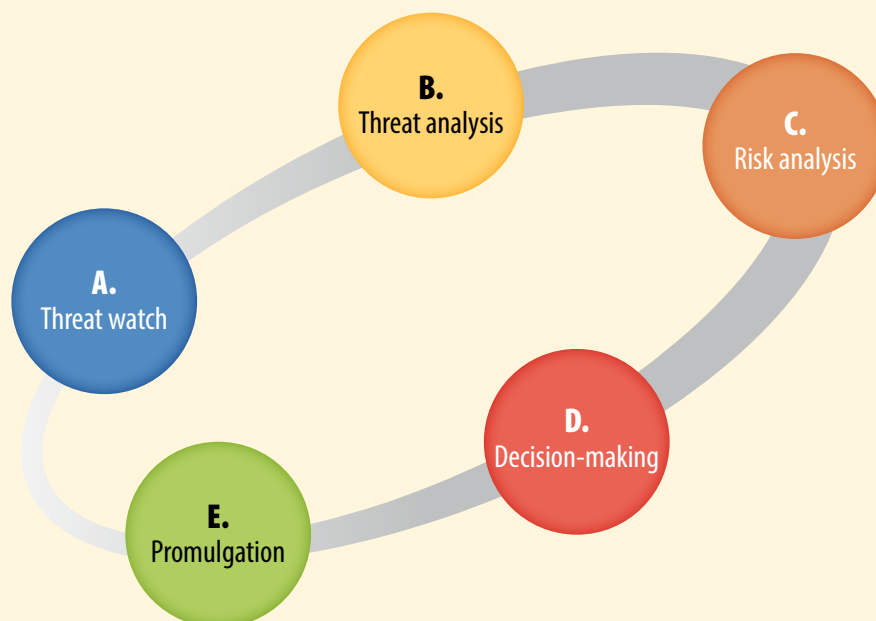 A.
Threat watch
B.
Threat analysis
C.
Risk analysis
D.
Decision-making
E.
Promulgation